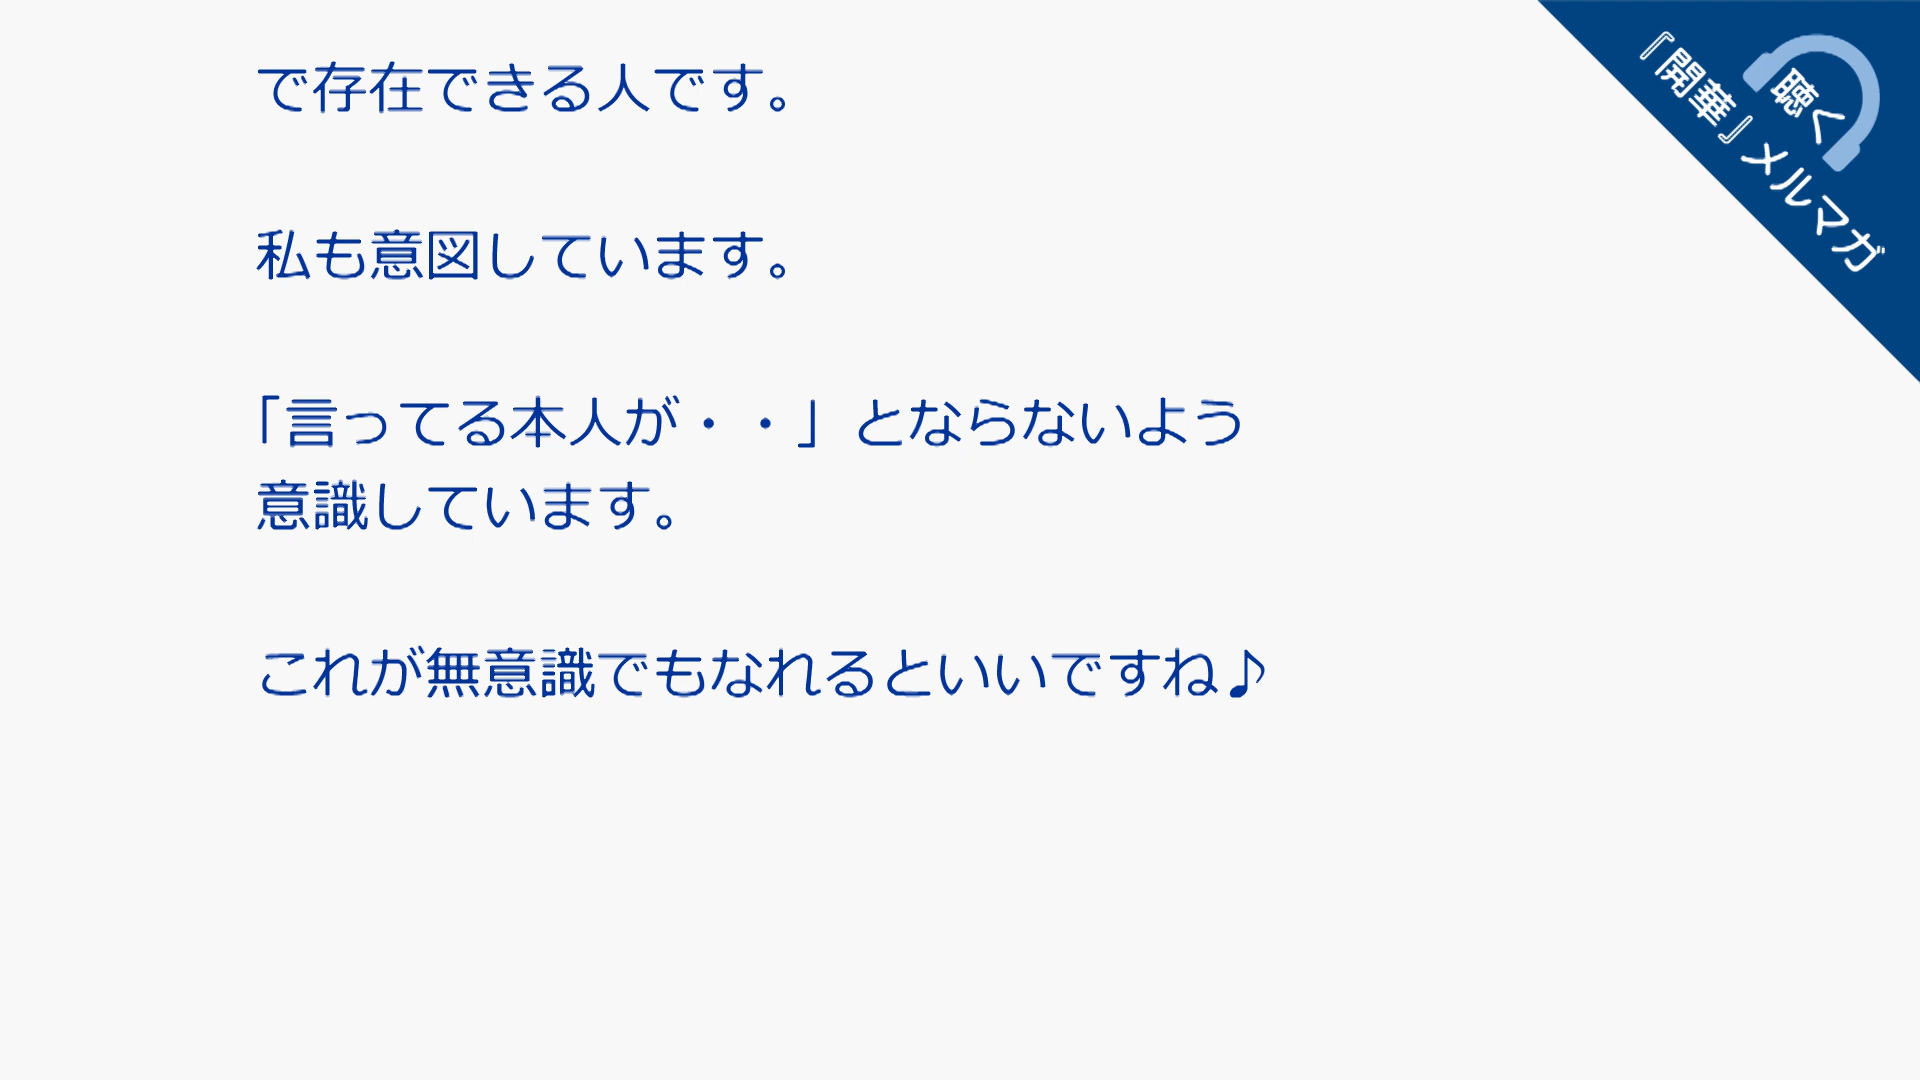 で存在できる人です。
私も意図しています。
「言ってる本人が・・」とならないよう
意識しています。
これが無意識でもなれるといいですね♪
聴く
『開華』メルマガ